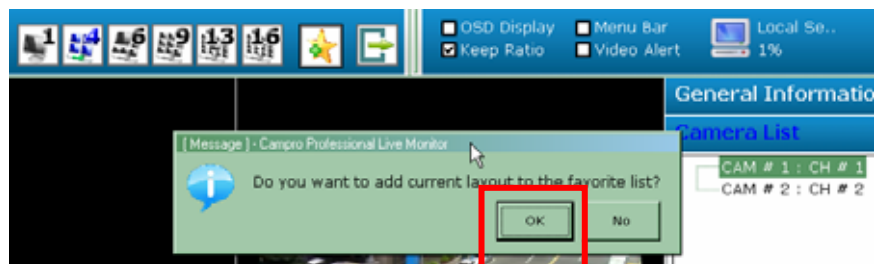 1 4 6 9 13 16
OSD Display Menu Bar Local Se..
Keep Ratio Video Alert 1%
General Informatio
Camera List
[ Message ] - Campro Professional Live Monitor
Do you want to add current layout to the favorite list?
OK No
CAM # 1 : CH # 1
CAM # 2 : CH # 2